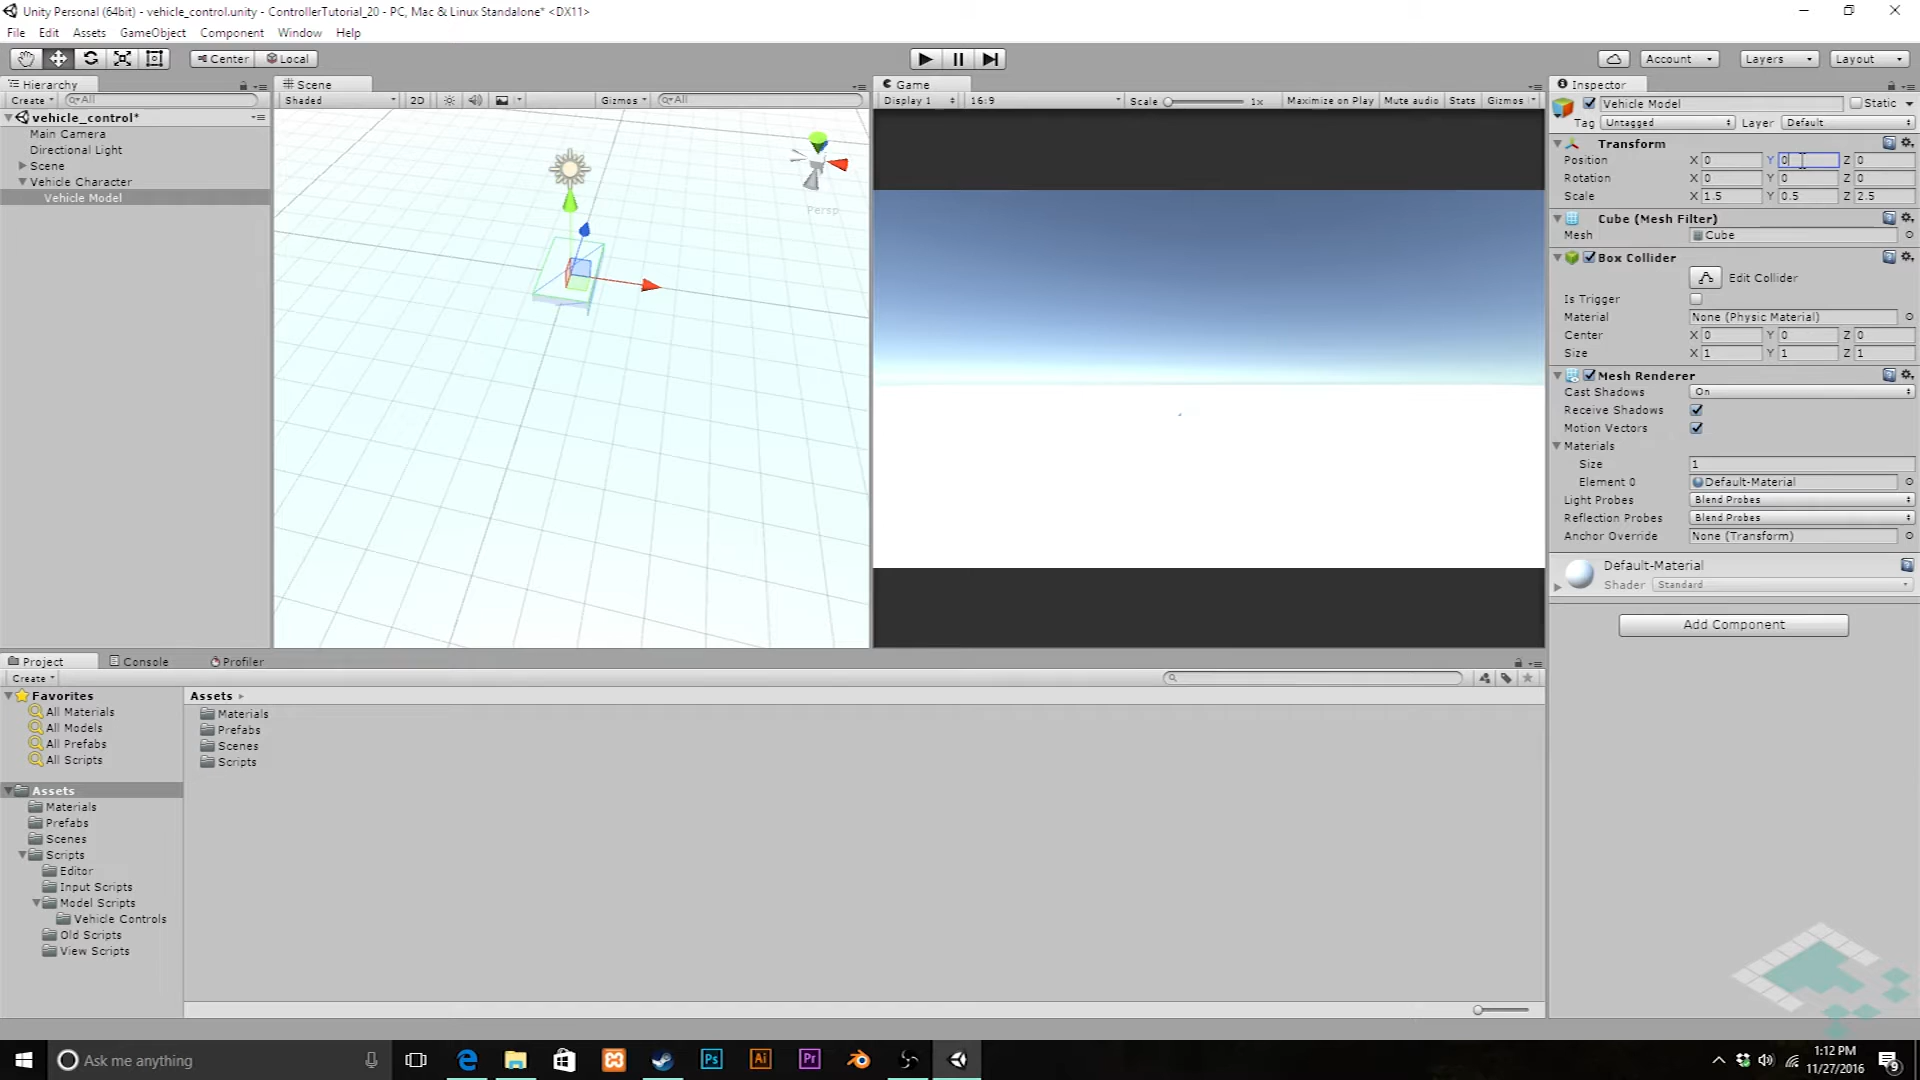 Unity Personal (64bit) - vehicle_control.unity - ControllerTutorial_20 - PC, Mac & Linux Standalone* <DX11>
File Edit Assets GameObject Component Window Help
Center Local Account Layers Layout
Hierarchy
Create All
vehicle_control*
Main Camera
Directional Light
Scene
Vehicle Character
Vehicle Model
Scene
Shaded 2D Gizmos All
Persp
Game
Display 1 16:9 Scale 1x Maximize on Play Mute audio Stats Gizmos
Inspector
Vehicle Model Static
Tag Untagged Layer Default
Transform
Position X 0 Y 0 Z 0
Rotation X 0 Y 0 Z 0
Scale X 1.5 Y 0.5 Z 2.5
Cube (Mesh Filter)
Mesh Cube
Box Collider
Edit Collider
Is Trigger
Material None (Physic Material)
Center X 0 Y 0 Z 0
Size X 1 Y 1 Z 1
Mesh Renderer
Cast Shadows On
Receive Shadows
Motion Vectors
Materials
Size 1
Element 0 Default-Material
Light Probes Blend Probes
Reflection Probes Blend Probes
Anchor Override None (Transform)
Default-Material
Shader Standard
Add Component
Project Console Profiler
Create
Favorites
All Materials
All Models
All Prefabs
All Scripts
Assets
Materials
Prefabs
Scenes
Scripts
Editor
Input Scripts
Model Scripts
Vehicle Controls
Old Scripts
View Scripts
Assets
Materials
Prefabs
Scenes
Scripts
Ask me anything
Ps Ai Pr
1:12 PM
11/27/2016
9